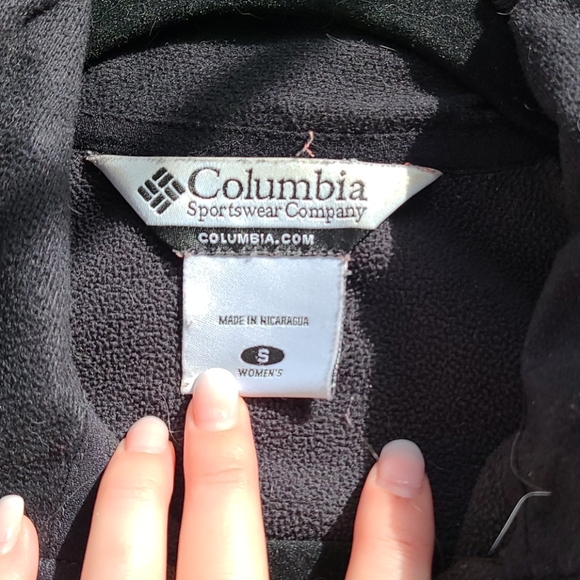 Columbia
Sportswear Company
COLUMBIA.COM
MADE IN NICARAGUA
S
WOMEN'S